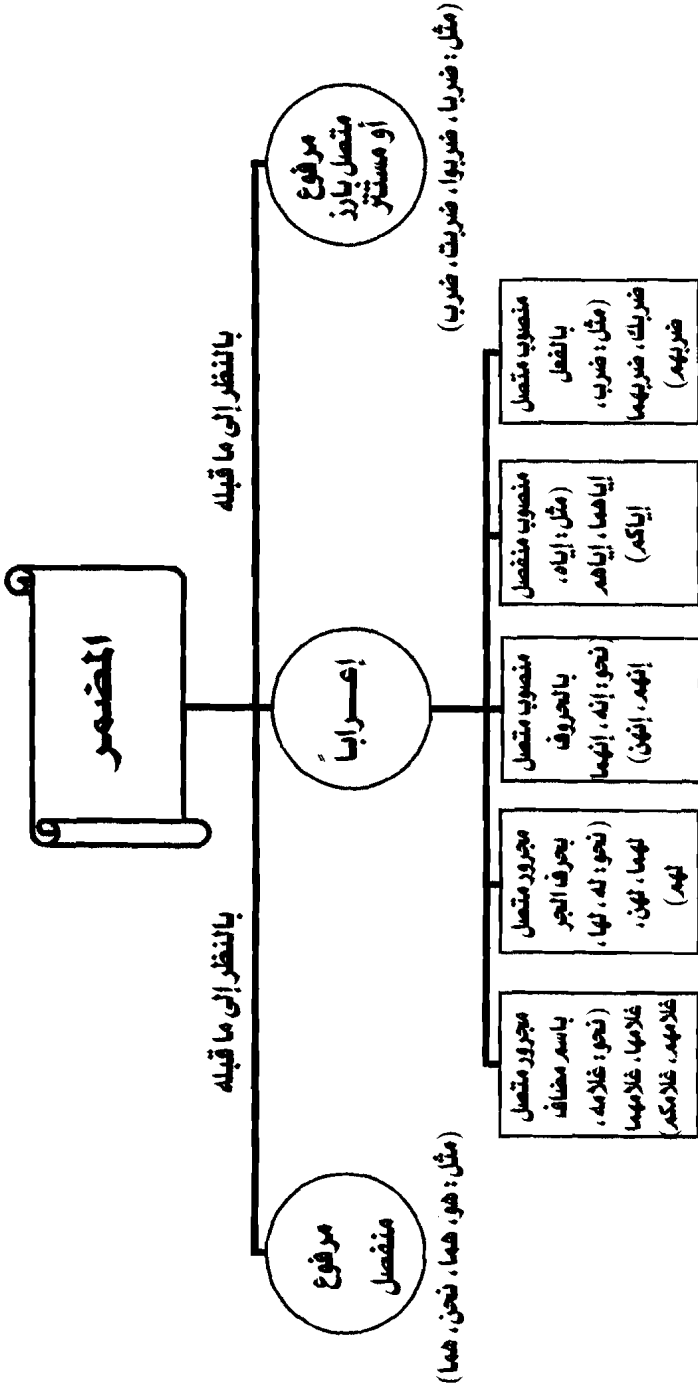 المضمر
بالنظر إلى ما قبله
بالنظر إلى ما قبله
مرفوع
متصل بارز
أو مستتر
(مثل: ضربا، ضربوا، ضربت، ضرب)
إعراباً
مرفوع
منفصل
(مثل: هو، هما، نحن، هما)
منصوب متصل
بالفعل
(مثل: ضرب،
ضربك، ضربهما
ضربهم)
منصوب منفصل
(مثل: إياه،
إياهما، إياهم
إياكم)
منصوب متصل
بالحروف
(نحو: إنه، إنهما
إنهم، إنهن)
مجرور متصل
بحرف الجر
(نحو: له، لها،
لهما، لهن،
لهم)
مجرور متصل
باسم مضاف
(نحو: غلامه،
غلامها، غلامهما
غلامهم، غلامكم)